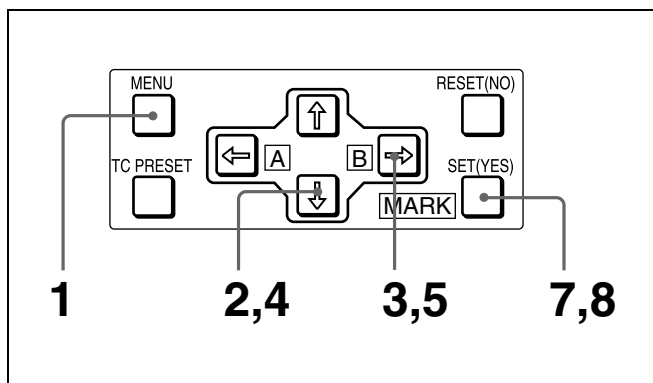 MENU
RESET(NO)
A
B
TC PRESET
SET(YES)
MARK
1
2,4
3,5
7,8